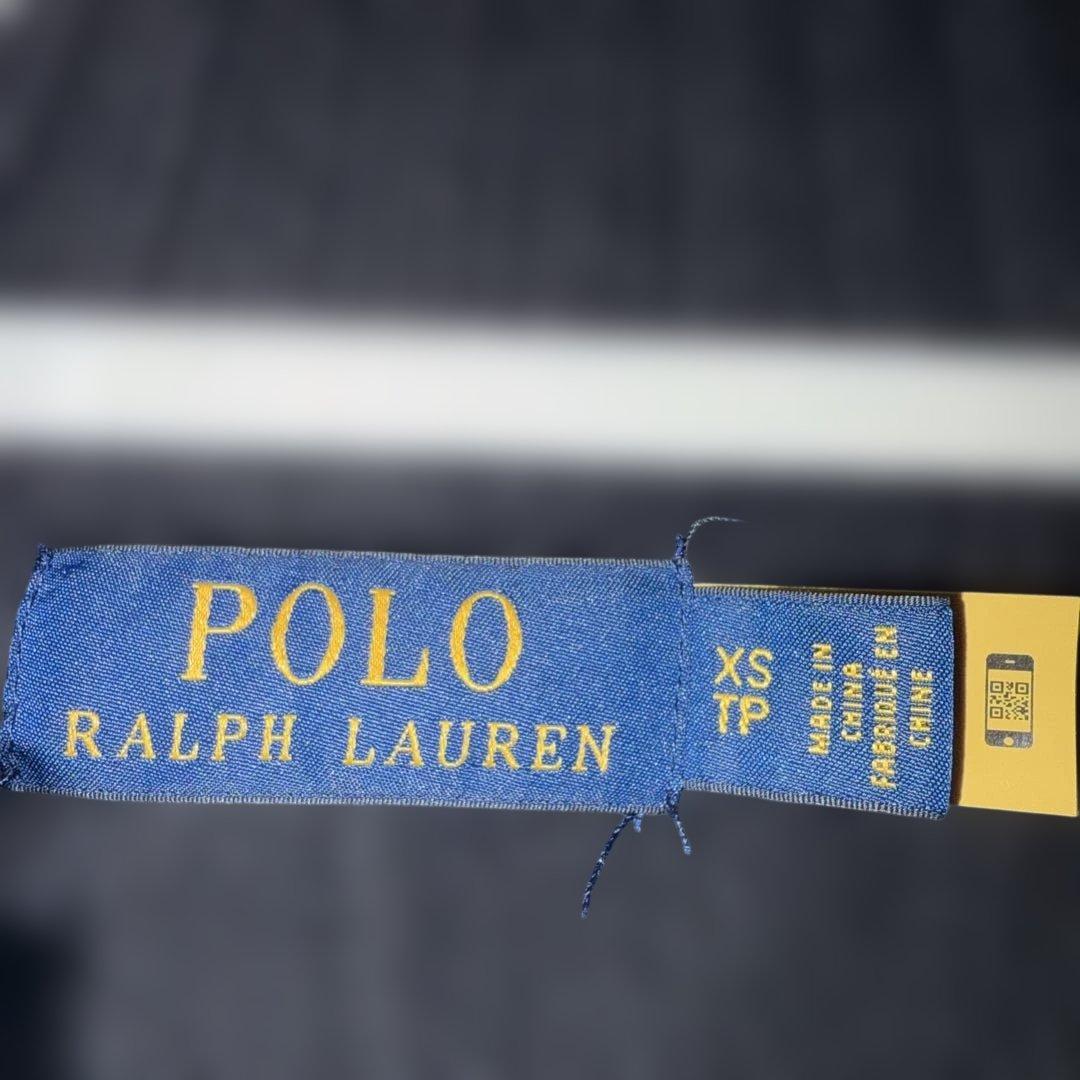 POLO
RALPH LAUREN
XS
TP
MADE IN
CHINA
FABRIQUÉ EN
CHINE